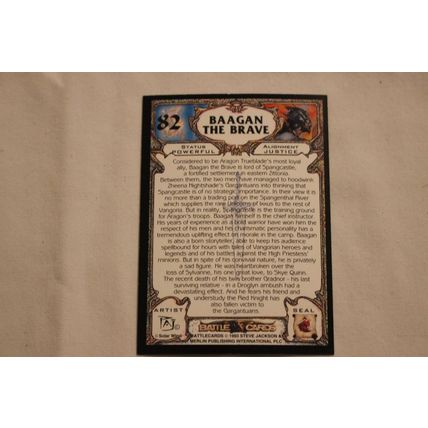 82
BAAGAN
THE BRAVE
STATUS
POWERFUL
ALIGNMENT
JUSTICE
Considered to be Aragon Trueblade's most loyal
ally, Baagan the Brave is lord of Spangcastle,
a fortified settlement in eastern Zittonia.
Between them, the two men have managed to hoodwink
Zheena Nightshade's Gargantuans into thinking that
Spangcastle is of no strategic importance. In their view it is
no more than a trading post on the Spangenthal River
which supplies the rare of Iexus to the rest of
Vangoria. But in reality, Spangcastle is the training ground
for Aragon's troops. Baagan himself is the chief instructor.
His years of experience as a bold warrior have won him the
respect of his men and his charismatic personality has a
tremendous uplifting effect on morale in the camp. Baagan
is also a born storyteller, able to keep his audience
spellbound for hours with tales of Vangorian heroes and
legends and of his battles against the High Priestess'
minions. But in spite of his convivial nature, he is privately
a sad figure. He was heartbroken over the
loss of Sylvanne, his one great love, to Skye Quinn.
The recent death of his twin brother Gradnor - his last
surviving relative - in a Droglyn ambush had a
devastating effect. And he fears his friend and
understudy the Red Knight has
also fallen victim to
the Gargantuans.
ARTIST
SEAL
BATTLE CARDS
BATTLECARDS © 1993 STEVE JACKSON &
MERLIN PUBLISHING INTERNATIONAL PLC